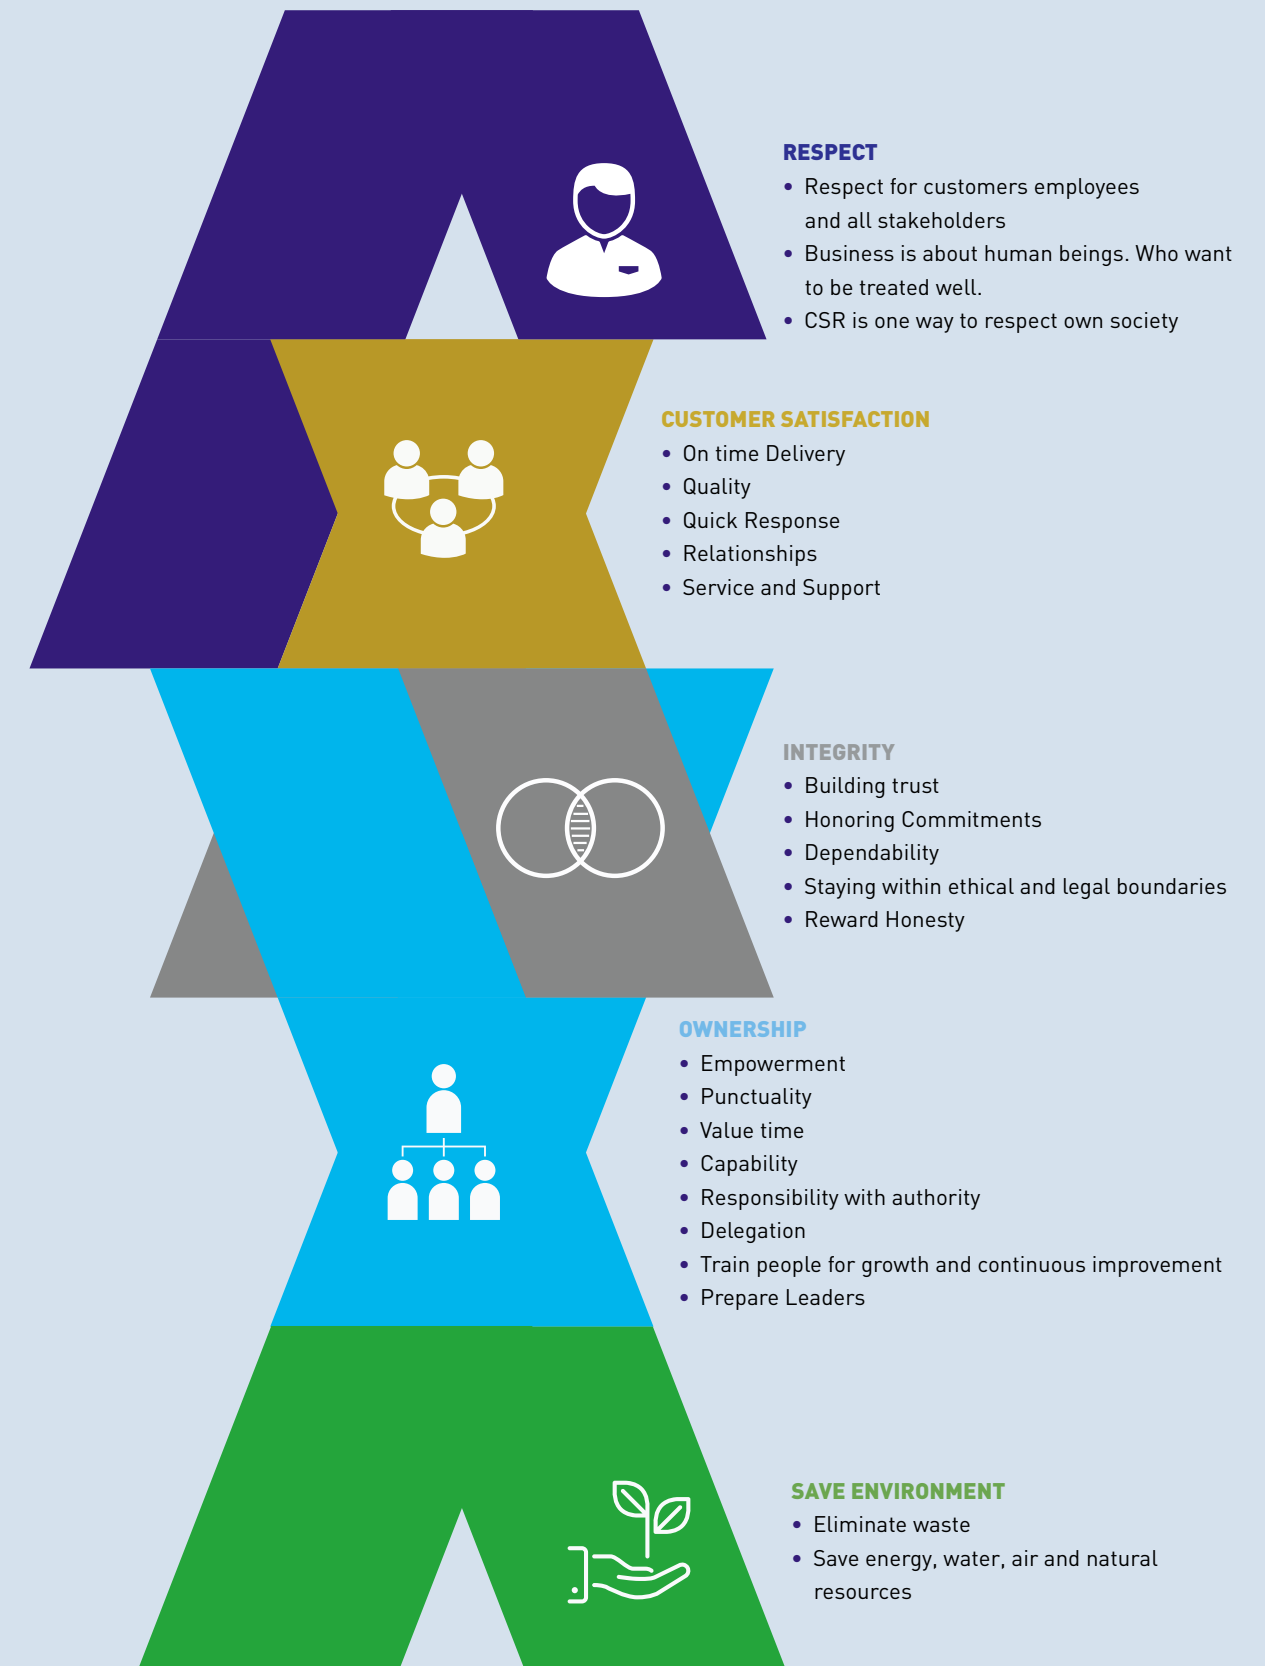 RESPECT
• Respect for customers employees
and all stakeholders
• Business is about human beings. Who want
to be treated well.
• CSR is one way to respect own society
CUSTOMER SATISFACTION
• On time Delivery
• Quality
• Quick Response
• Relationships
• Service and Support
INTEGRITY
• Building trust
• Honoring Commitments
• Dependability
• Staying within ethical and legal boundaries
• Reward Honesty
OWNERSHIP
• Empowerment
• Punctuality
• Value time
• Capability
• Responsibility with authority
• Delegation
• Train people for growth and continuous improvement
• Prepare Leaders
SAVE ENVIRONMENT
• Eliminate waste
• Save energy, water, air and natural
resources